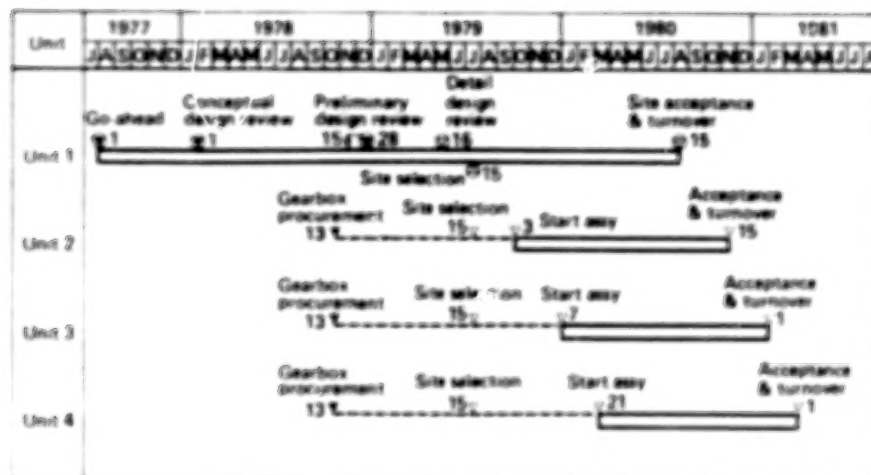 Unit
1977 1978 1979 1980 1981
J A S O N D J F M A M J J A S O N D J F M A M J J A S O N D J F M A M J J A S O N D J F M A M J J
Detail
Conceptual Preliminary design Site acceptance
Go-ahead design review design review review & turnover
1 1 15 28 16 15
Unit 1
Site selection 15
Gearbox Site selection Acceptance
procurement Start assy & turnover
13 15 3 15
Unit 2
Gearbox Acceptance
procurement Site selection Start assy & turnover
13 15 7 1
Unit 3
Gearbox Acceptance
procurement Site selection Start assy & turnover
13 15 21 1
Unit 4